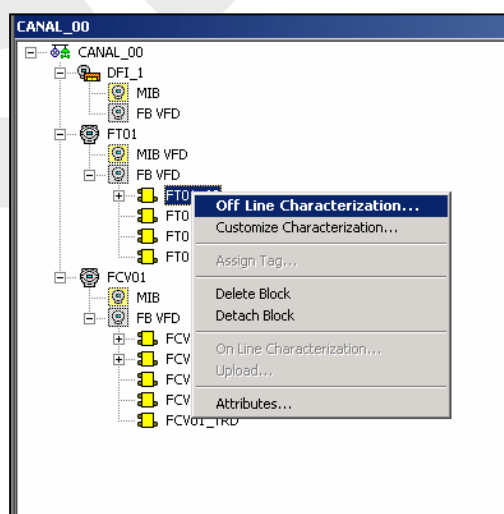 CANAL_00
CANAL_00
DFI_1
MIB
FB VFD
FT01
MIB VFD
FB VFD
FT0
FT0
FT0
FT0
Off Line Characterization...
Customize Characterization...
Assign Tag...
Delete Block
Detach Block
On Line Characterization...
Upload...
Attributes...
FCV01
MIB
FB VFD
FCV
FCV
FCV
FCV
FCV01_TRD